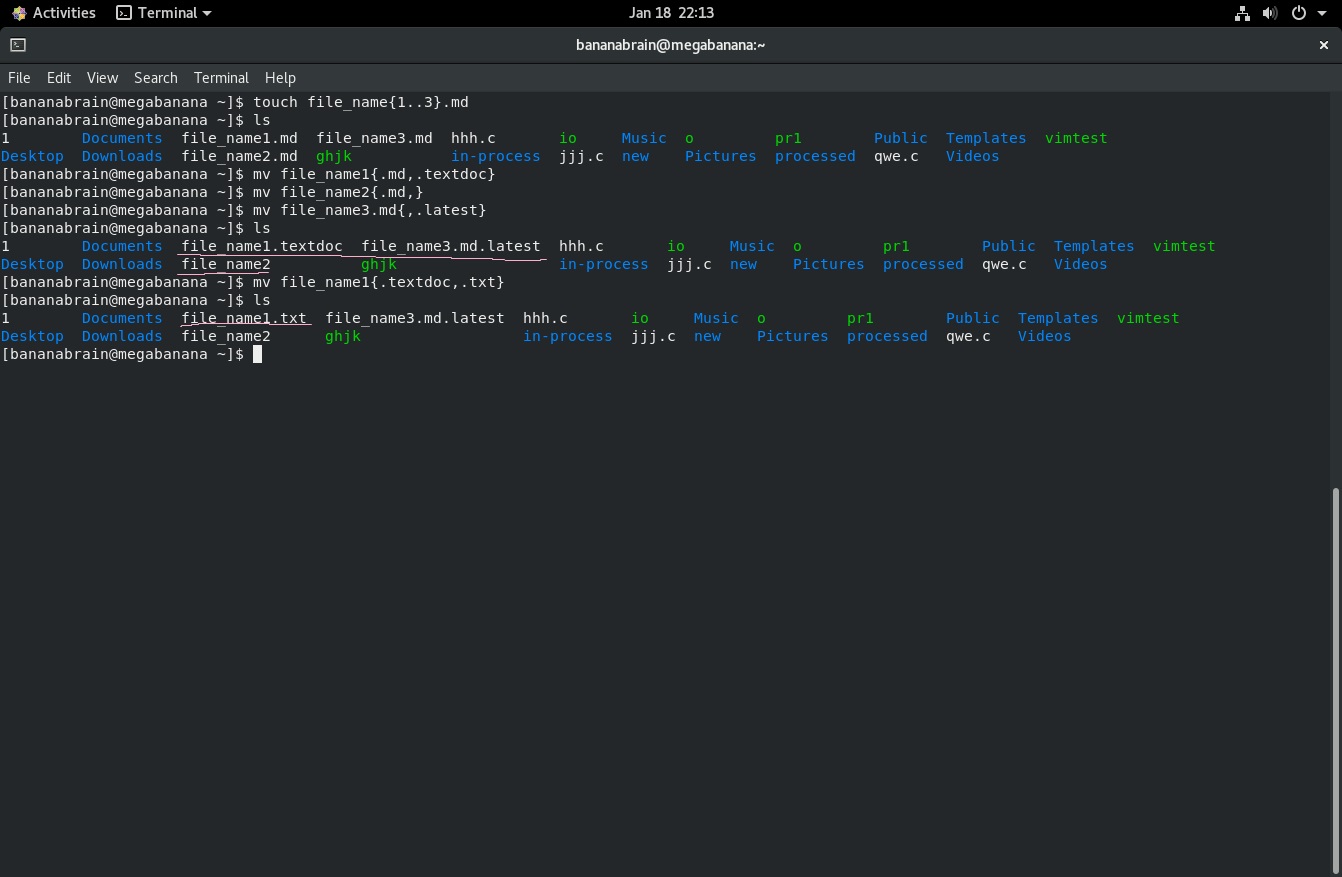 Activities Terminal Jan 18 22:13
bananabrain@megabanana:~
File Edit View Search Terminal Help
[bananabrain@megabanana ~]$ touch file_name{1..3}.md
[bananabrain@megabanana ~]$ ls
1 Documents file_name1.md file_name3.md hhh.c io Music o pr1 Public Templates vimtest
Desktop Downloads file_name2.md ghjk in-process jjj.c new Pictures processed qwe.c Videos
[bananabrain@megabanana ~]$ mv file_name1{.md,.textdoc}
[bananabrain@megabanana ~]$ mv file_name2{.md,}
[bananabrain@megabanana ~]$ mv file_name3.md{,.latest}
[bananabrain@megabanana ~]$ ls
1 Documents file_name1.textdoc file_name3.md.latest hhh.c io Music o pr1 Public Templates vimtest
Desktop Downloads file_name2 ghjk in-process jjj.c new Pictures processed qwe.c Videos
[bananabrain@megabanana ~]$ mv file_name1{.textdoc,.txt}
[bananabrain@megabanana ~]$ ls
1 Documents file_name1.txt file_name3.md.latest hhh.c io Music o pr1 Public Templates vimtest
Desktop Downloads file_name2 ghjk in-process jjj.c new Pictures processed qwe.c Videos
[bananabrain@megabanana ~]$